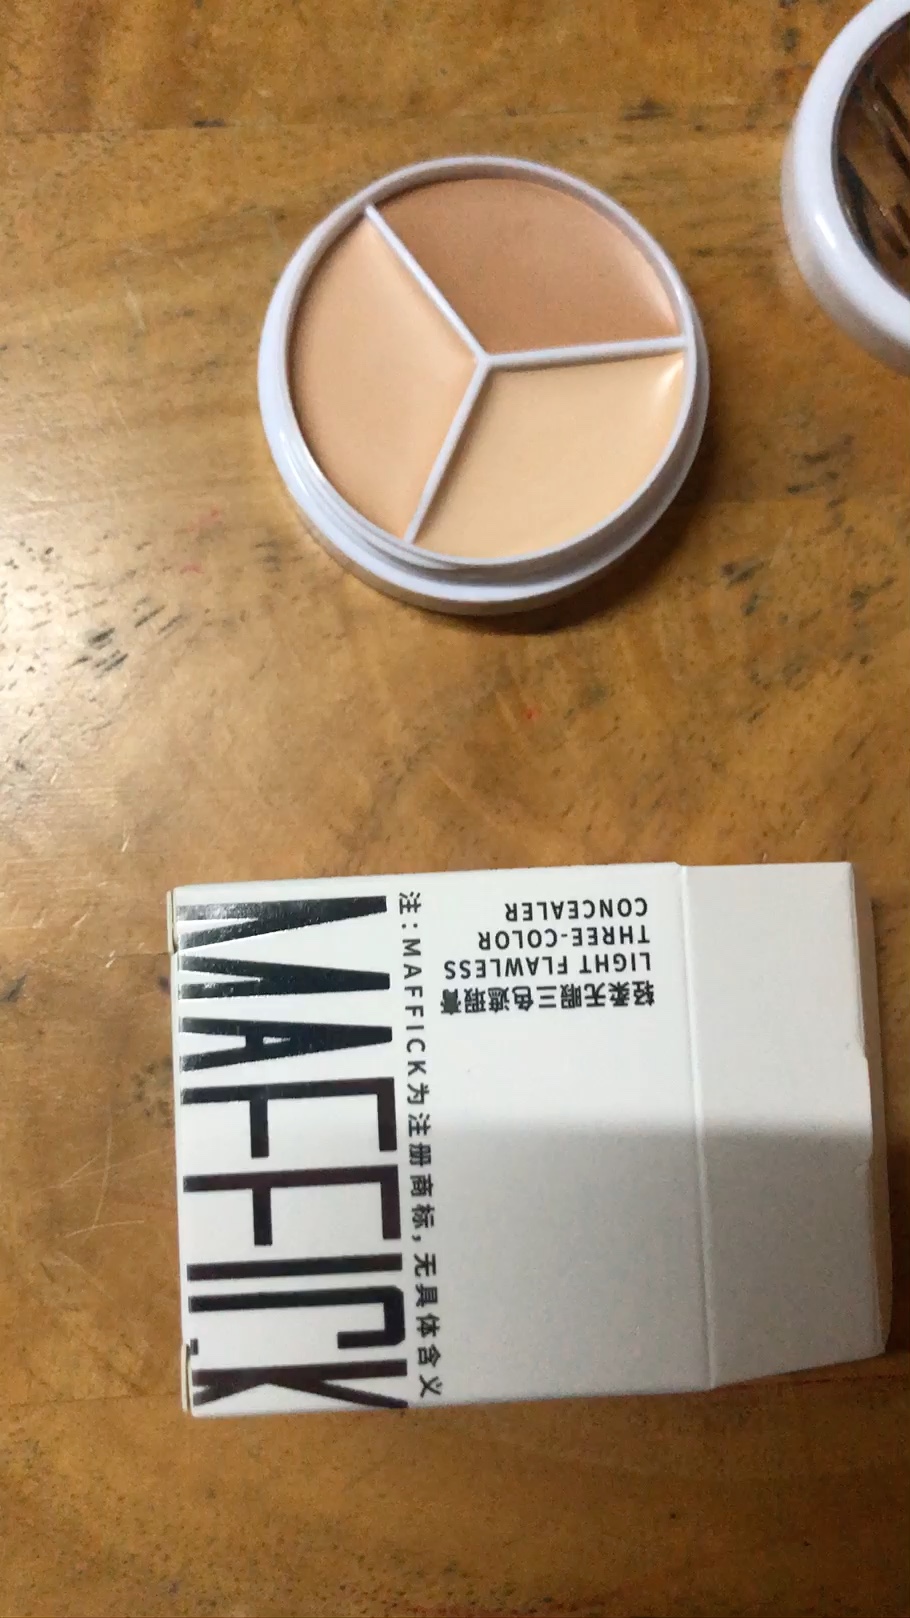 MAFFICK
注：MAFFICK为注册商标，无具体含义
轻柔无暇三色遮瑕膏
LIGHT FLAWLESS
THREE-COLOR
CONCEALER